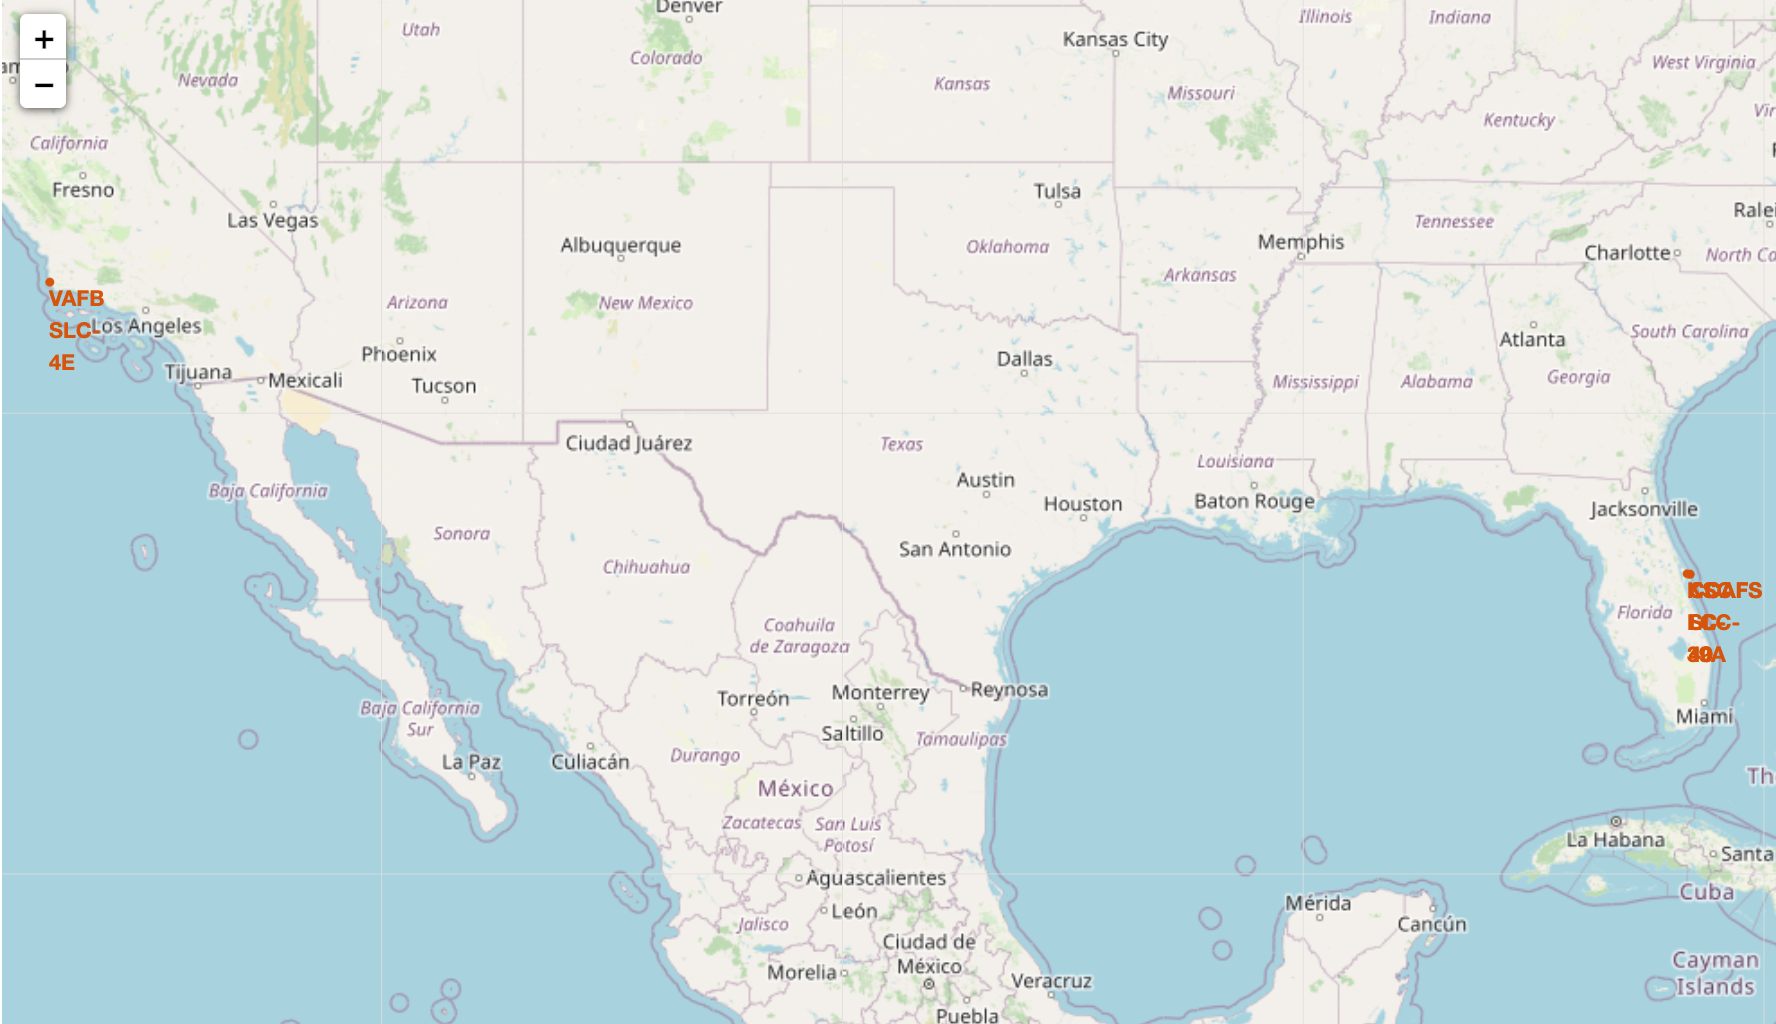 +
−
Denver
Utah
Colorado
Nevada
Kansas City
Kansas
Missouri
Illinois
Indiana
West Virginia
Kentucky
California
Fresno
Las Vegas
Albuquerque
New Mexico
Arizona
Phoenix
Tucson
Tulsa
Oklahoma
Memphis
Arkansas
Tennessee
Charlotte
South Carolina
Atlanta
Georgia
Alabama
Mississippi
VAFB
SLC-
4E
Los Angeles
Tijuana
Mexicali
Dallas
Ciudad Juárez
Texas
Austin
Houston
San Antonio
Louisiana
Baton Rouge
Jacksonville
Florida
Miami
Baja California
Sonora
Chihuahua
Coahuila
de Zaragoza
Torreón
Monterrey
Saltillo
Reynosa
Tamaulipas
Baja California
Sur
La Paz
Culiacán
Durango
México
Zacatecas
San Luis
Potosí
Aguascalientes
León
Jalisco
Ciudad de
México
Morelia
Veracruz
Puebla
Mérida
Cancún
La Habana
Santa
Cuba
Cayman
Islands